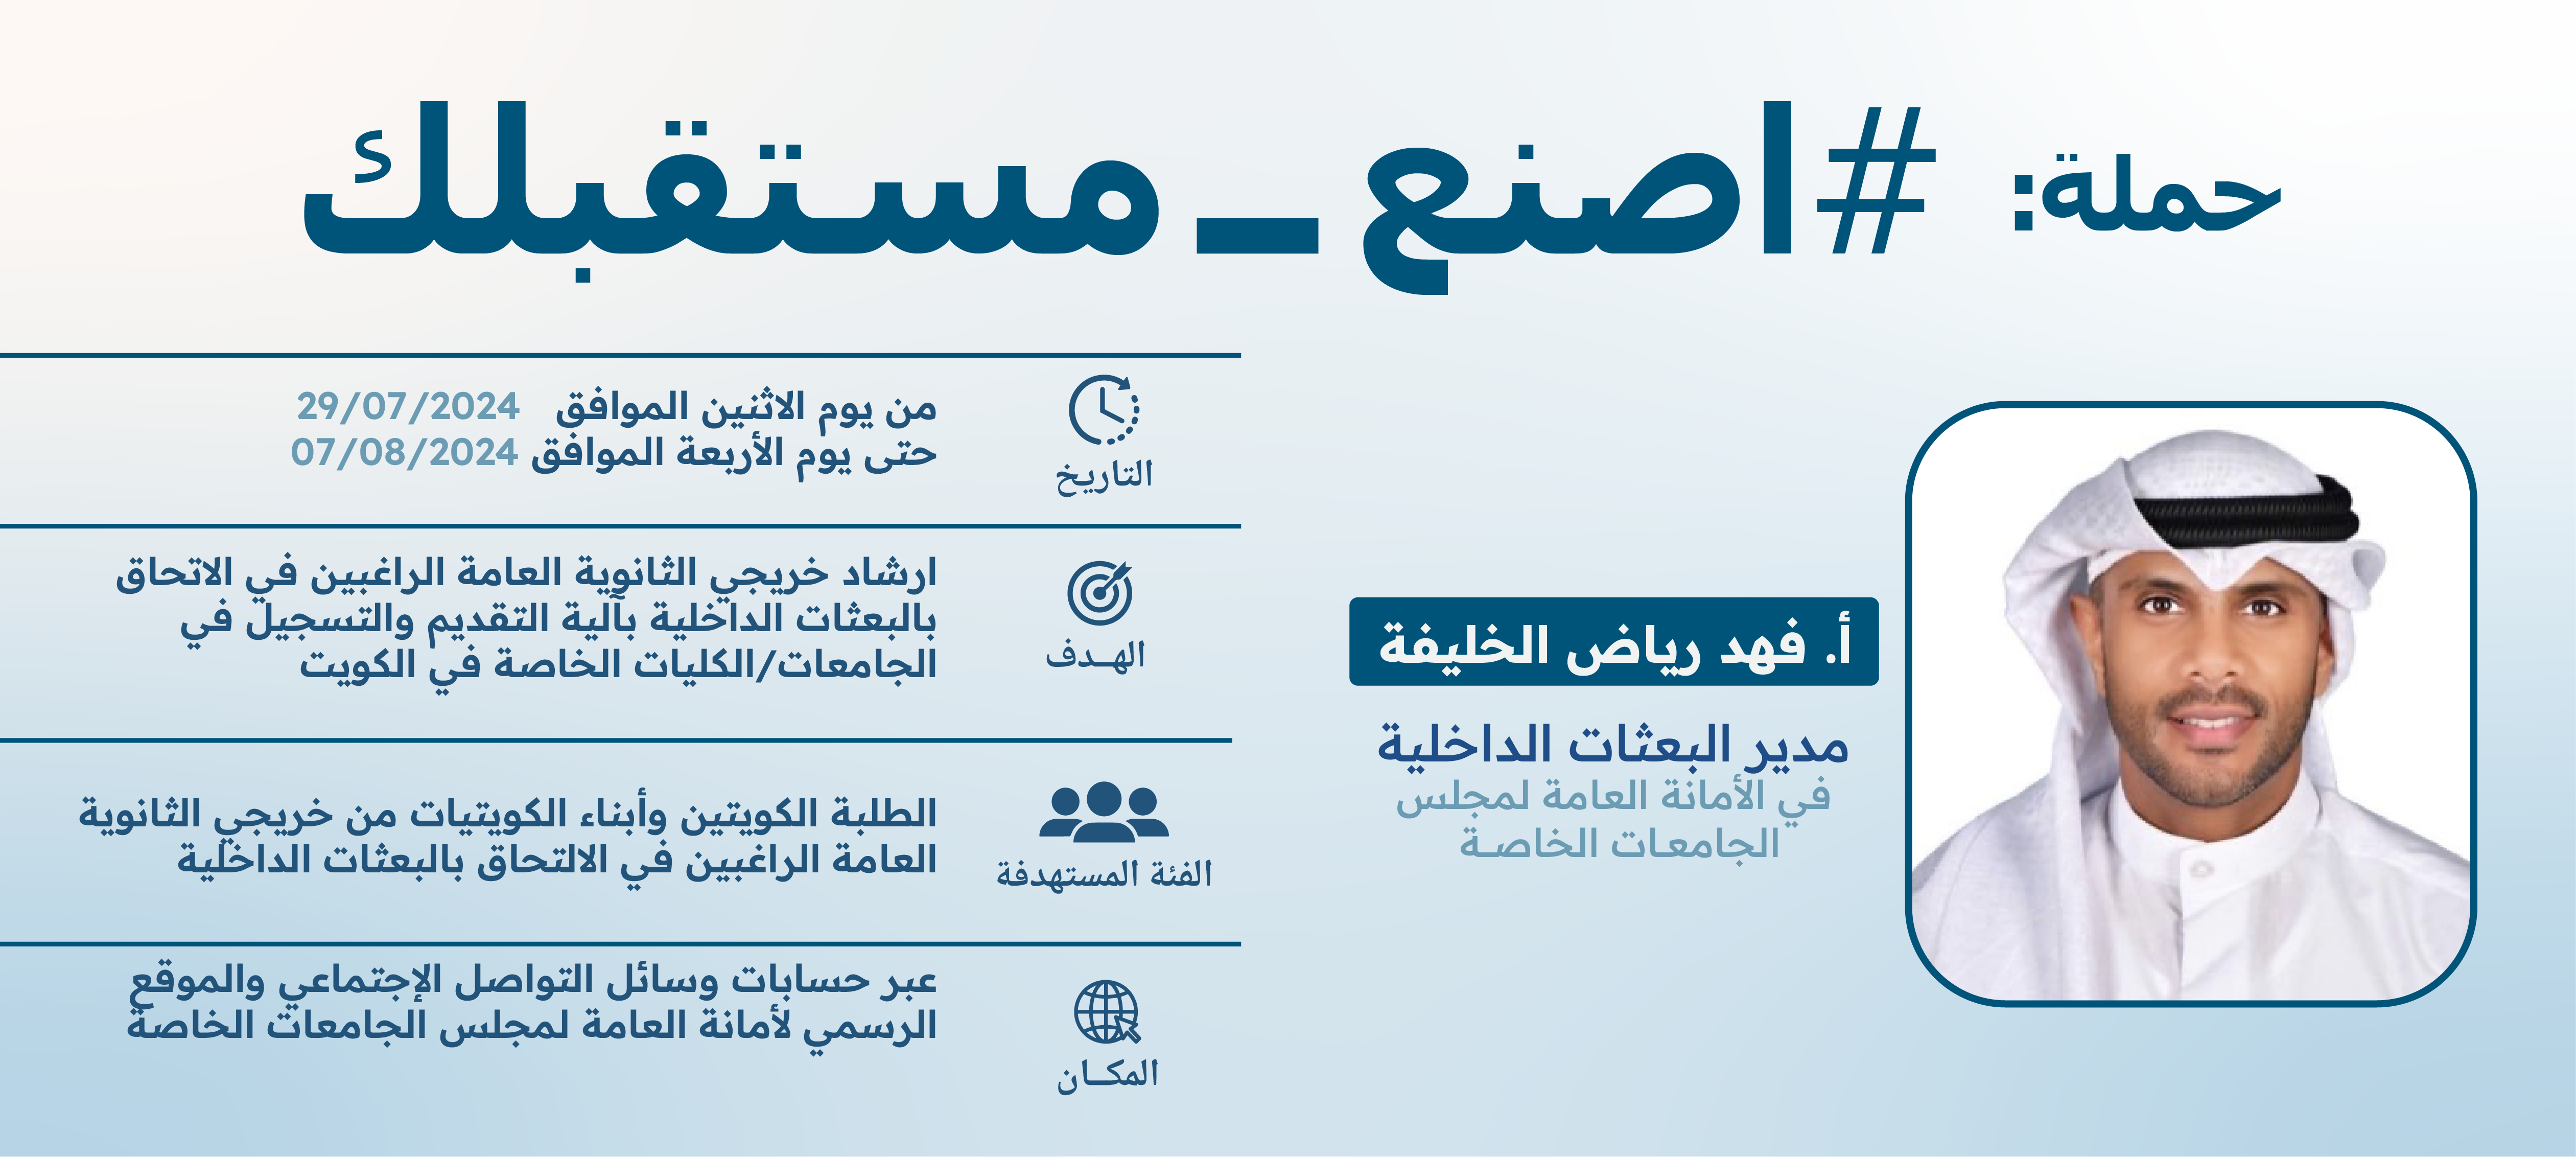 حملة: #اصنع_مستقبلك
أ. فهد رياض الخليفة
مدير البعثات الداخلية
في الأمانة العامة لمجلس
الجامعات الخاصة
التاريخ
من يوم الاثنين الموافق 29/07/2024
حتى يوم الأربعة الموافق 07/08/2024
الهــدف
ارشاد خريجي الثانوية العامة الراغبين في الاتحاق
بالبعثات الداخلية بآلية التقديم والتسجيل في
الجامعات/الكليات الخاصة في الكويت
الفئة المستهدفة
الطلبة الكويتين وأبناء الكويتيات من خريجي الثانوية
العامة الراغبين في الالتحاق بالبعثات الداخلية
المكــان
عبر حسابات وسائل التواصل الإجتماعي والموقع
الرسمي لأمانة العامة لمجلس الجامعات الخاصة